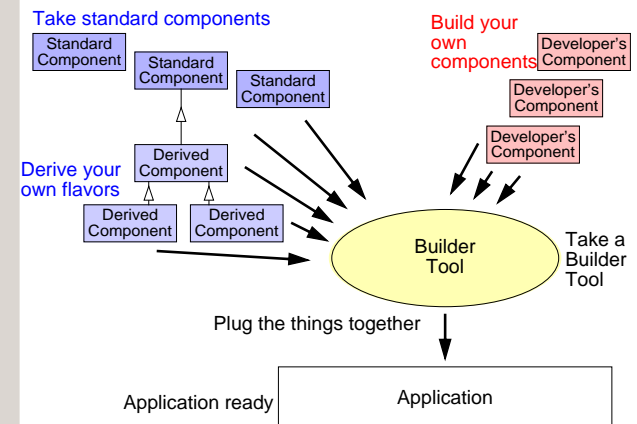 Take standard components
Standard
Component
Standard
Component
Standard
Component
Build your
own
components
Developer's
Component
Developer's
Component
Developer's
Component
Derive your
own flavors
Derived
Component
Derived
Component
Derived
Component
Builder
Tool
Take a
Builder
Tool
Plug the things together
Application ready
Application